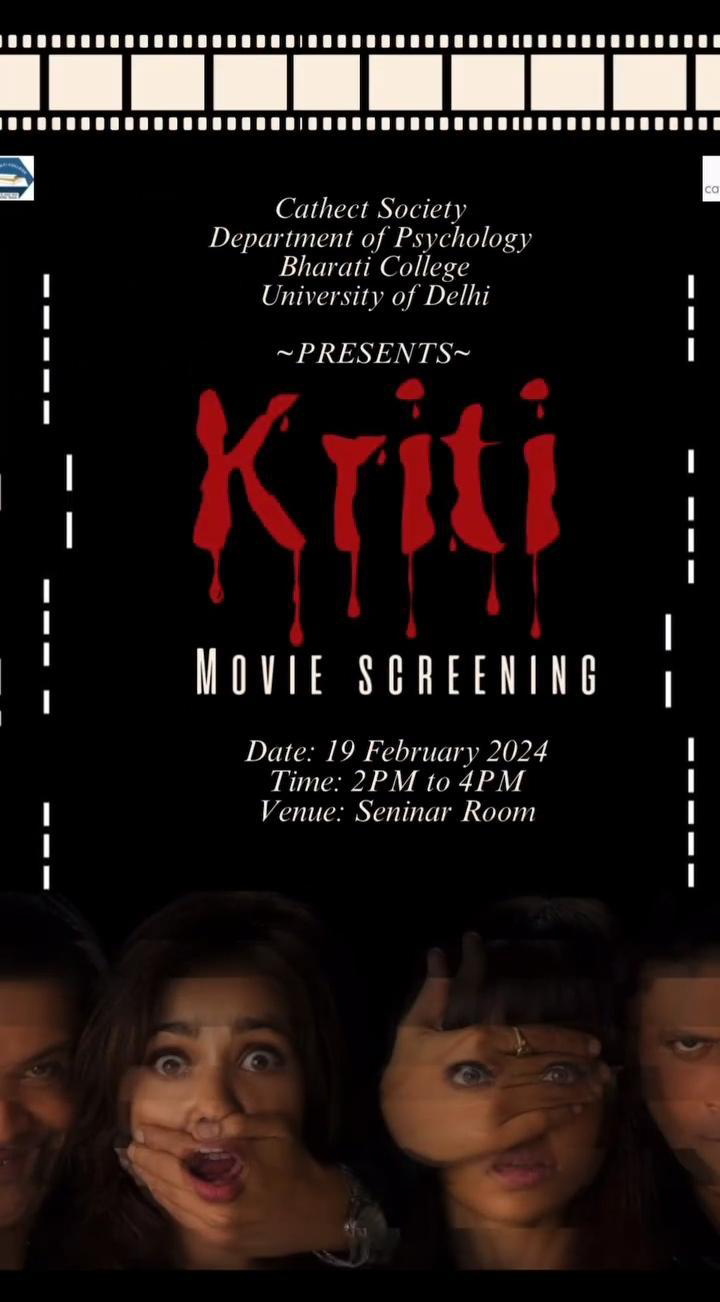 Cathect Society
Department of Psychology
Bharati College
University of Delhi
~PRESENTS~
Kriti
MOVIE SCREENING
Date: 19 February 2024
Time: 2PM to 4PM
Venue: Seninar Room